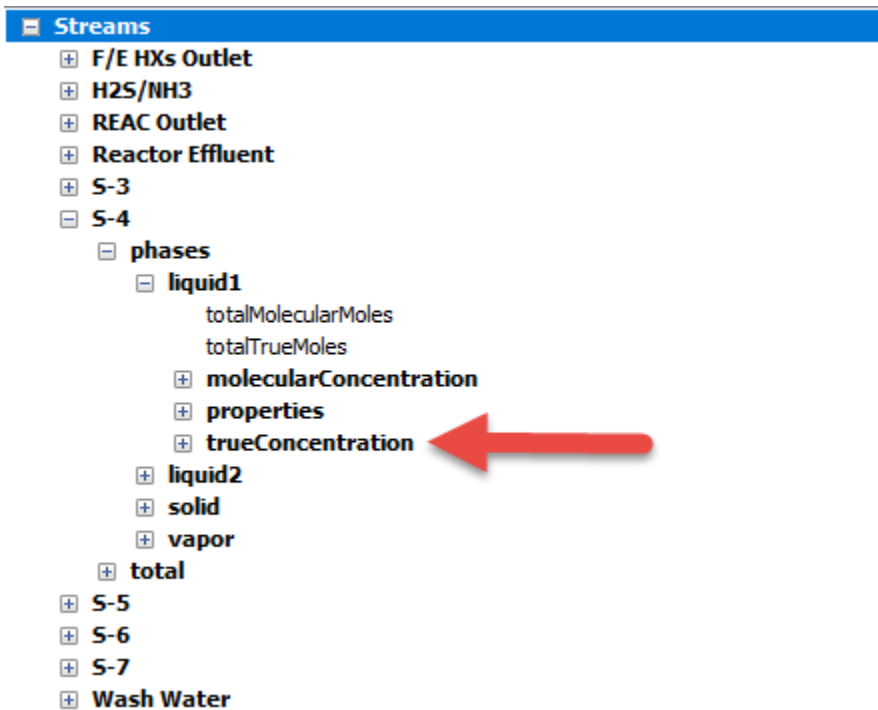 Streams
F/E HXs Outlet
H2S/NH3
REAC Outlet
Reactor Effluent
S-3
S-4
phases
liquid1
totalMolecularMoles
totalTrueMoles
molecularConcentration
properties
trueConcentration
liquid2
solid
vapor
total
S-5
S-6
S-7
Wash Water